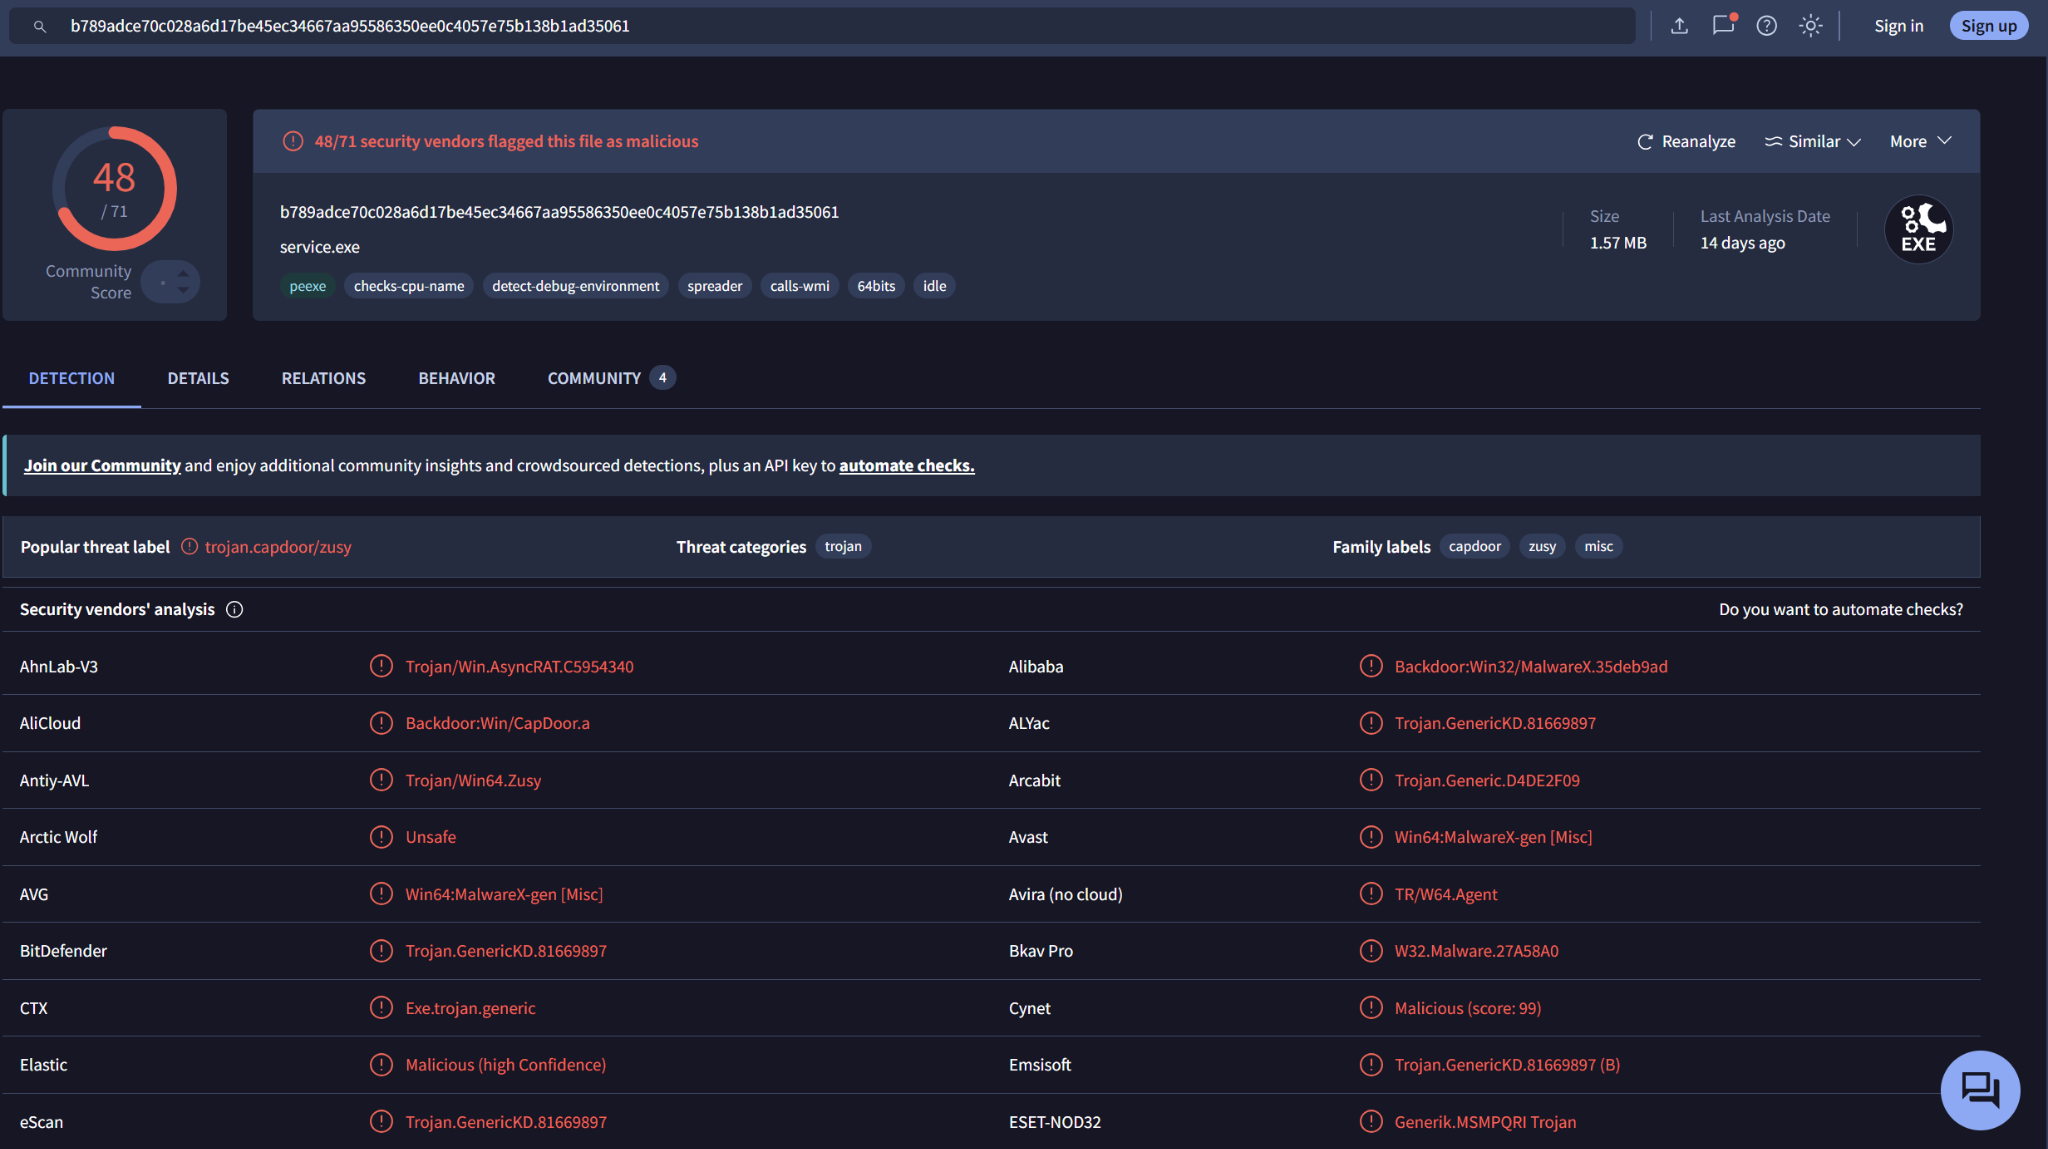 b789adce70c028a6d17be45ec34667aa95586350ee0c4057e75b138b1ad35061
Sign in
Sign up
48
/ 71
Community Score
48/71 security vendors flagged this file as malicious
Reanalyze
Similar
More
b789adce70c028a6d17be45ec34667aa95586350ee0c4057e75b138b1ad35061
service.exe
peexe
checks-cpu-name
detect-debug-environment
spreader
calls-wmi
64bits
idle
Size
1.57 MB
Last Analysis Date
14 days ago
EXE
DETECTION
DETAILS
RELATIONS
BEHAVIOR
COMMUNITY 4
Join our Community and enjoy additional community insights and crowdsourced detections, plus an API key to automate checks.
Popular threat label trojan.capdoor/zusy
Threat categories trojan
Family labels capdoor zusy misc
Security vendors' analysis
Do you want to automate checks?
AhnLab-V3 Trojan/Win.AsyncRAT.C5954340
Alibaba Backdoor:Win32/MalwareX.35deb9ad
AliCloud Backdoor:Win/CapDoor.a
ALYac Trojan.GenericKD.81669897
Antiy-AVL Trojan/Win64.Zusy
Arcabit Trojan.Generic.D4DE2F09
Arctic Wolf Unsafe
Avast Win64:MalwareX-gen [Misc]
AVG Win64:MalwareX-gen [Misc]
Avira (no cloud) TR/W64.Agent
BitDefender Trojan.GenericKD.81669897
Bkav Pro W32.Malware.27A58A0
CTX Exe.trojan.generic
Cynet Malicious (score: 99)
Elastic Malicious (high Confidence)
Emsisoft Trojan.GenericKD.81669897 (B)
eScan Trojan.GenericKD.81669897
ESET-NOD32 Generik.MSMPQRI Trojan